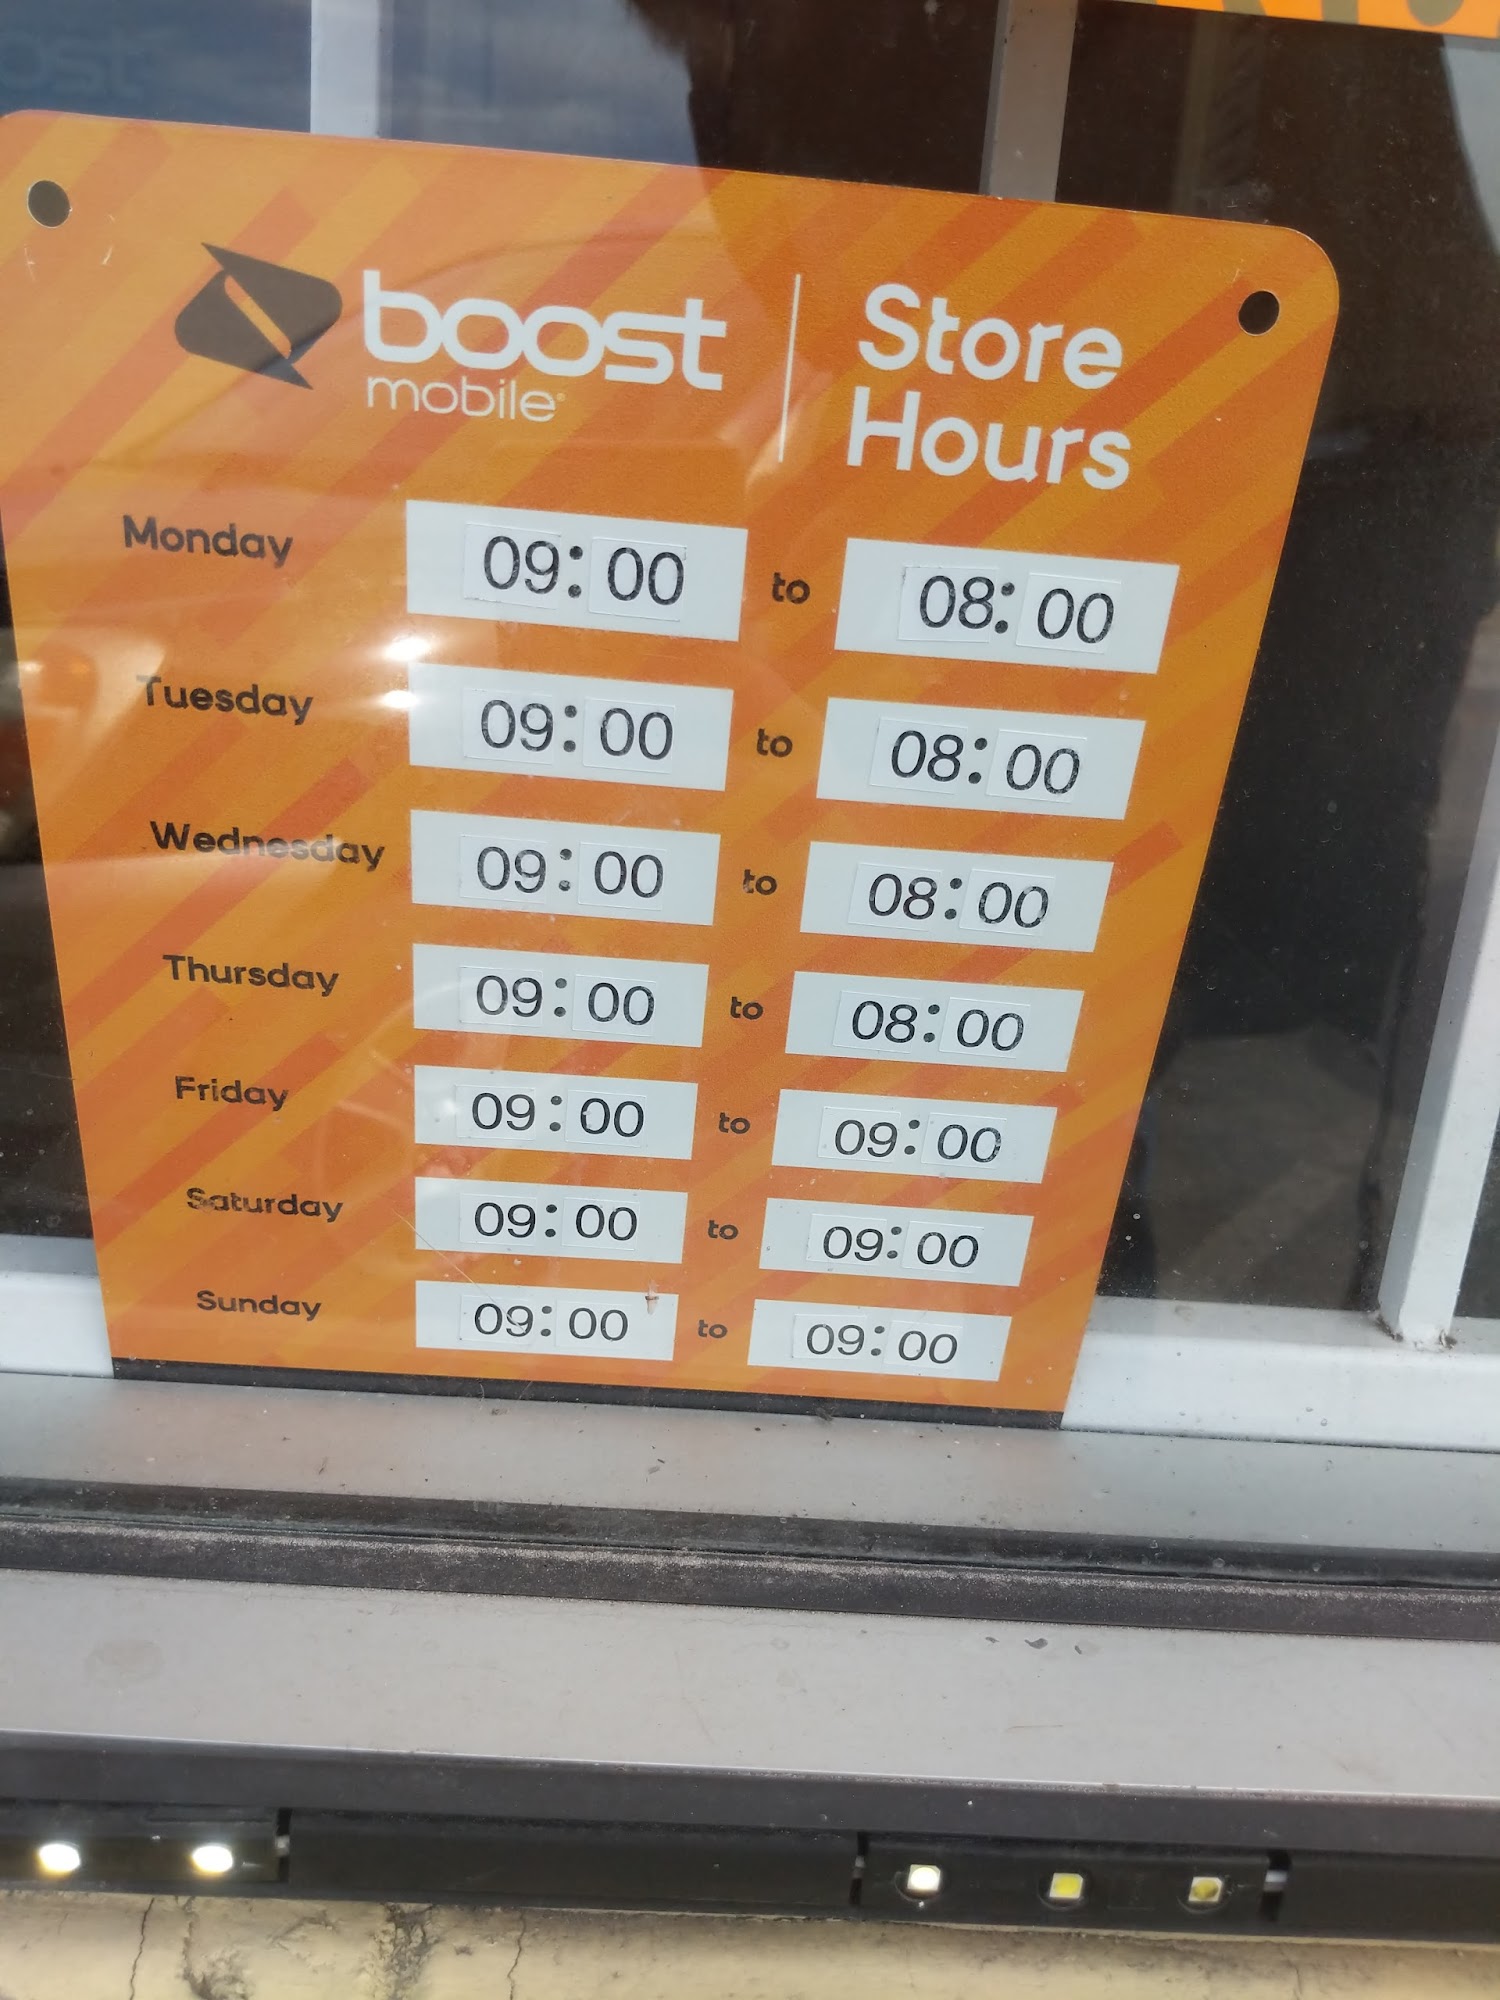 boost
mobile
Store
Hours
Monday 09:00 to 08:00
Tuesday 09:00 to 08:00
Wednesday 09:00 to 08:00
Thursday 09:00 to 08:00
Friday 09:00 to 09:00
Saturday 09:00 to 09:00
Sunday 09:00 to 09:00